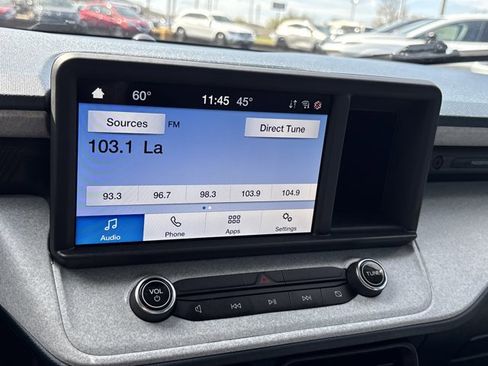 60° 11:45 45°
Sources FM Direct Tune
103.1 La
93.3 96.7 98.3 103.9 104.9
Audio Phone Apps Settings
VOL TUNE